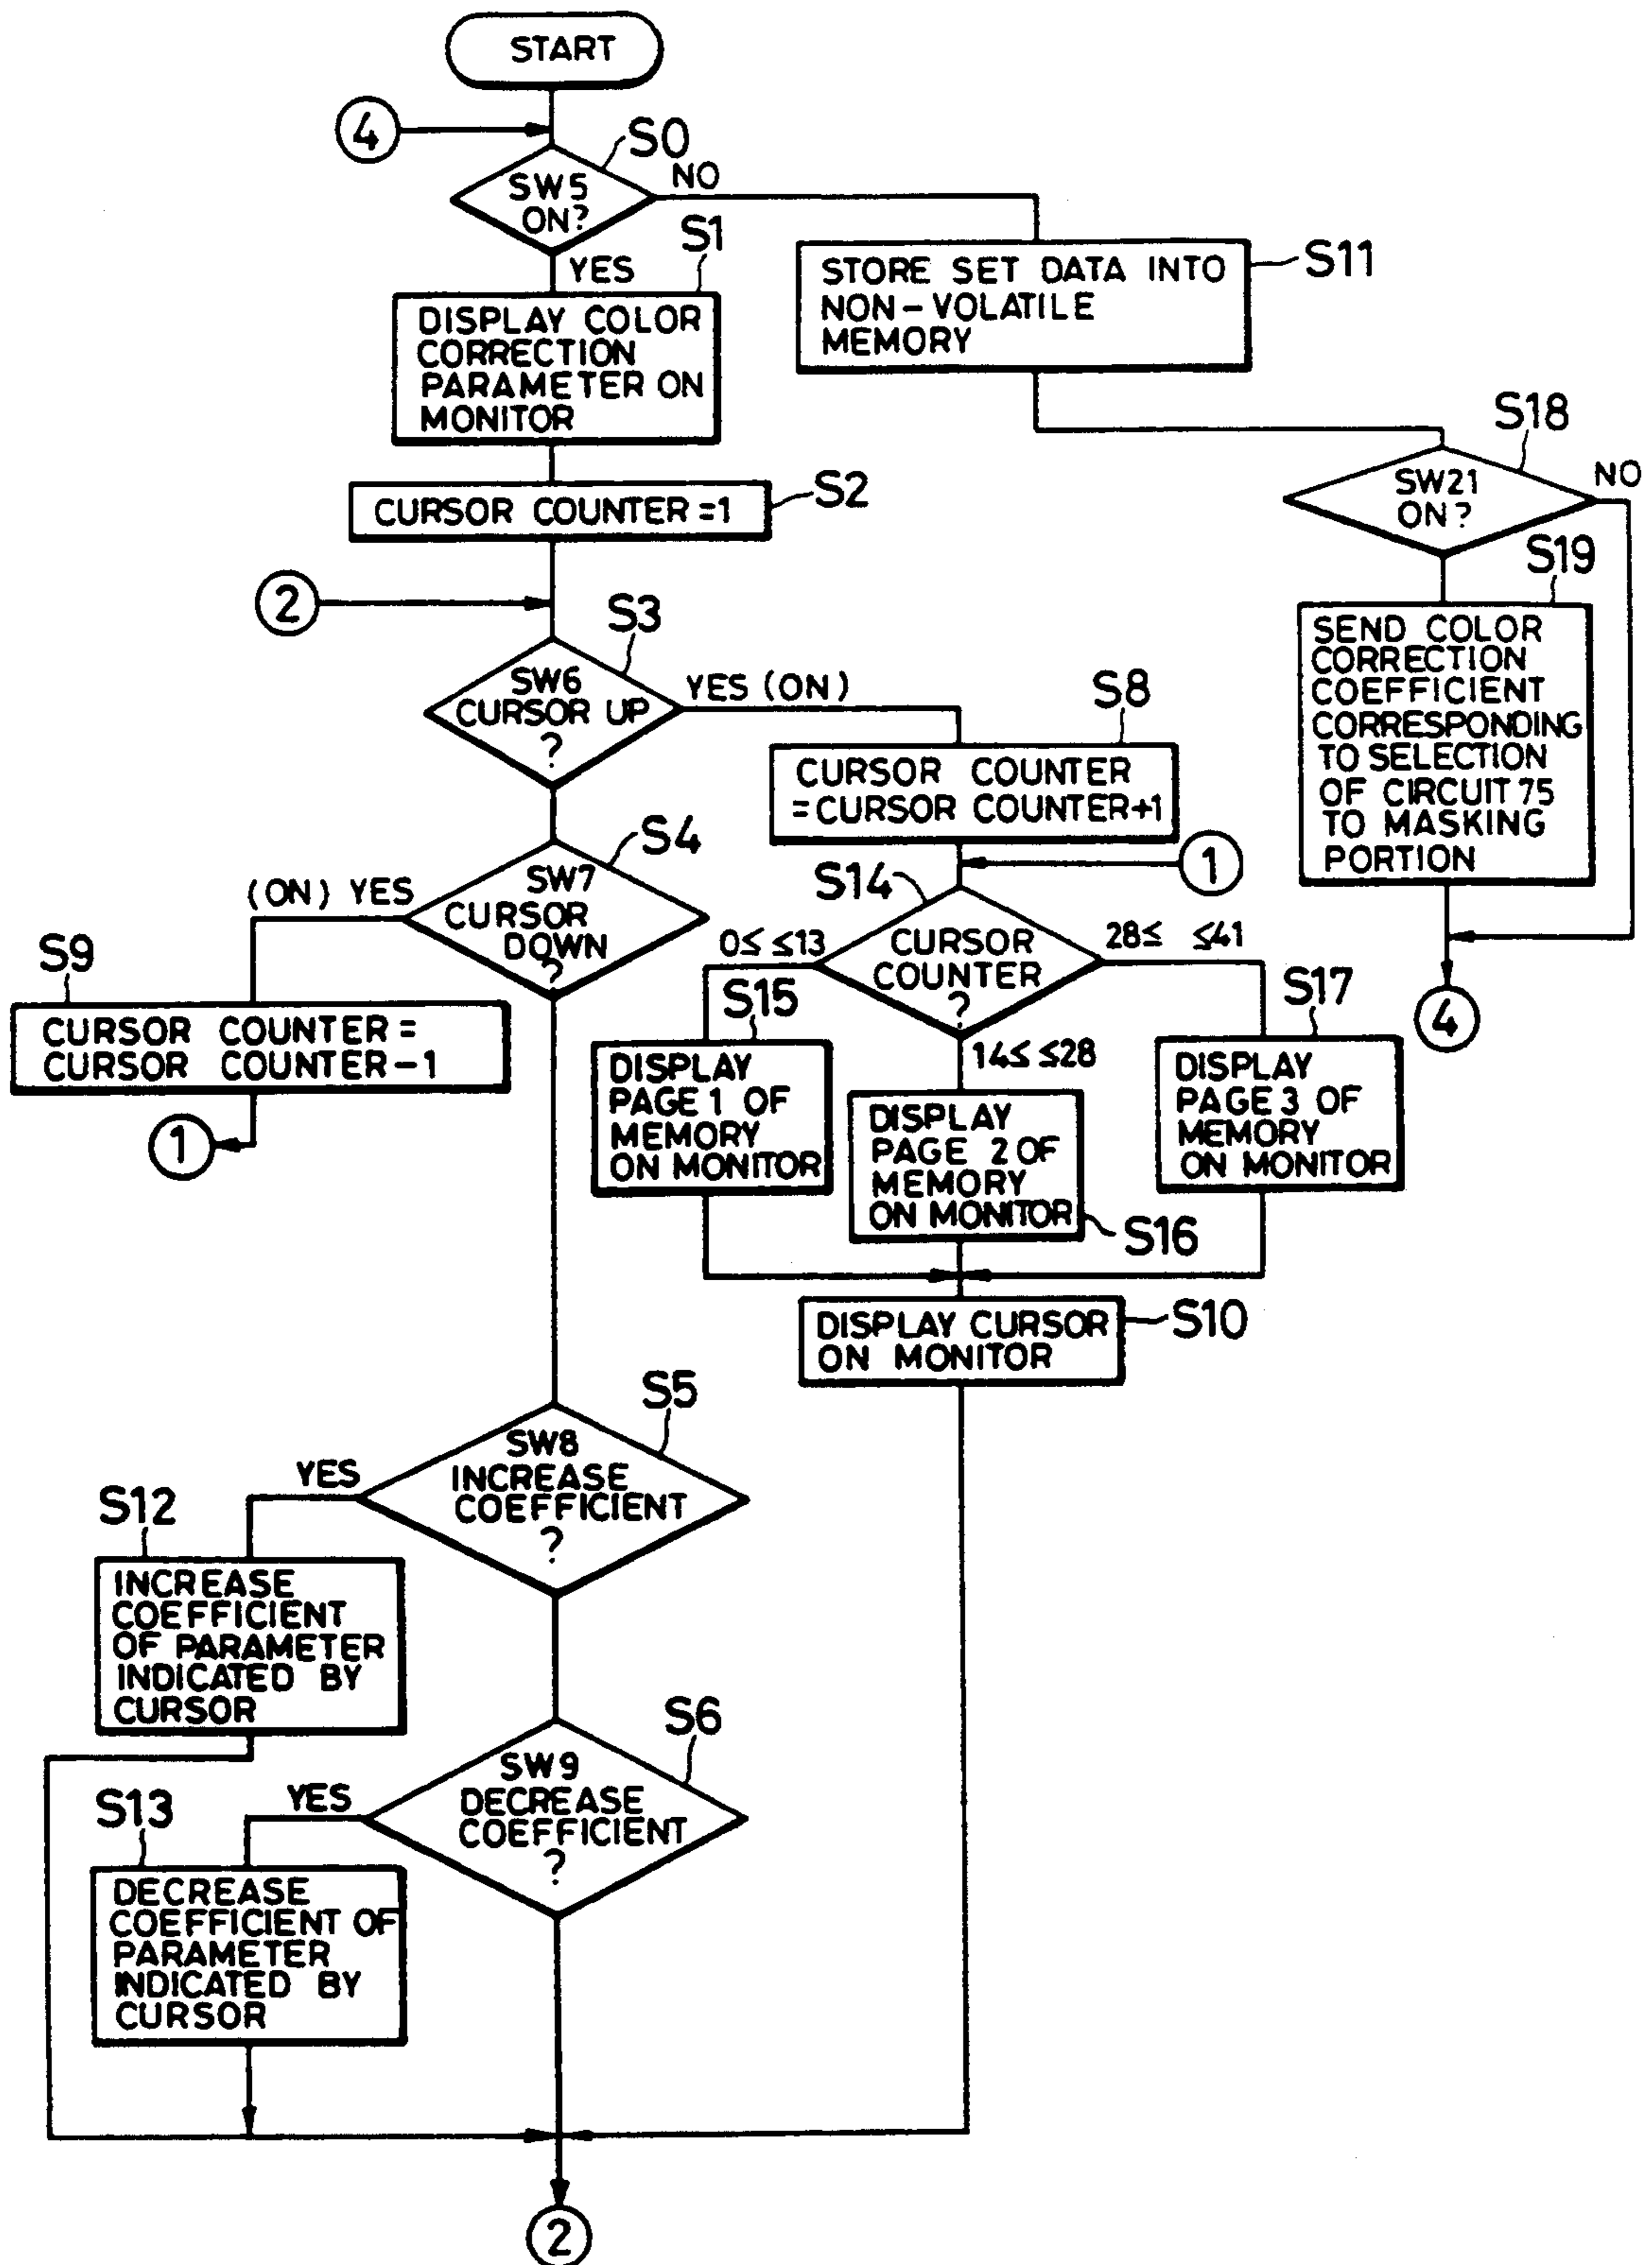 START
4
S0
SW5
ON?
NO
YES
S1
DISPLAY COLOR
CORRECTION
PARAMETER ON
MONITOR
S11
STORE SET DATA INTO
NON-VOLATILE
MEMORY
S2
CURSOR COUNTER=1
S18
SW21
ON?
NO
S19
SEND COLOR
CORRECTION
COEFFICIENT
CORRESPONDING
TO SELECTION
OF CIRCUIT 75
TO MASKING
PORTION
4
2
S3
SW6
CURSOR UP
?
YES (ON)
S8
CURSOR COUNTER
=CURSOR COUNTER+1
1
S4
SW7
CURSOR
DOWN
?
(ON) YES
S9
CURSOR COUNTER=
CURSOR COUNTER-1
1
S14
CURSOR
COUNTER
?
0≤ ≤13
28≤ ≤41
14≤ ≤28
S15
DISPLAY
PAGE 1 OF
MEMORY
ON MONITOR
DISPLAY
PAGE 2 OF
MEMORY
ON MONITOR
S16
S17
DISPLAY
PAGE 3 OF
MEMORY
ON MONITOR
DISPLAY CURSOR
ON MONITOR
S10
S5
SW8
INCREASE
COEFFICIENT
?
YES
S12
INCREASE
COEFFICIENT
OF PARAMETER
INDICATED BY
CURSOR
S6
SW9
DECREASE
COEFFICIENT
?
YES
S13
DECREASE
COEFFICIENT OF
PARAMETER
INDICATED BY
CURSOR
2